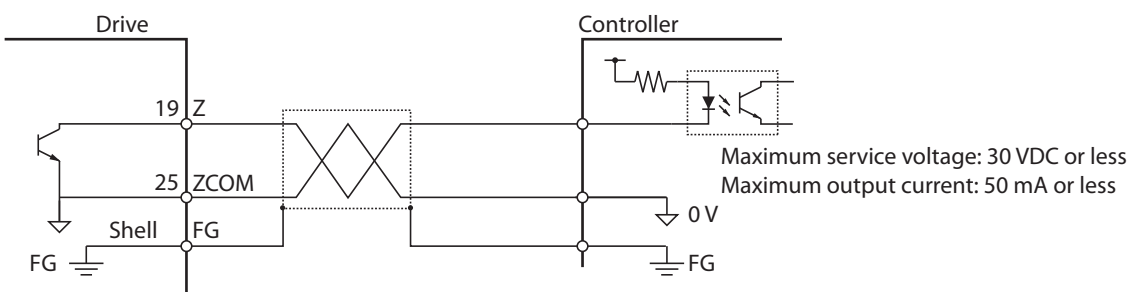 Drive
Controller
19 Z
Maximum service voltage: 30 VDC or less
25 ZCOM
Maximum output current: 50 mA or less
0 V
Shell FG
FG
FG